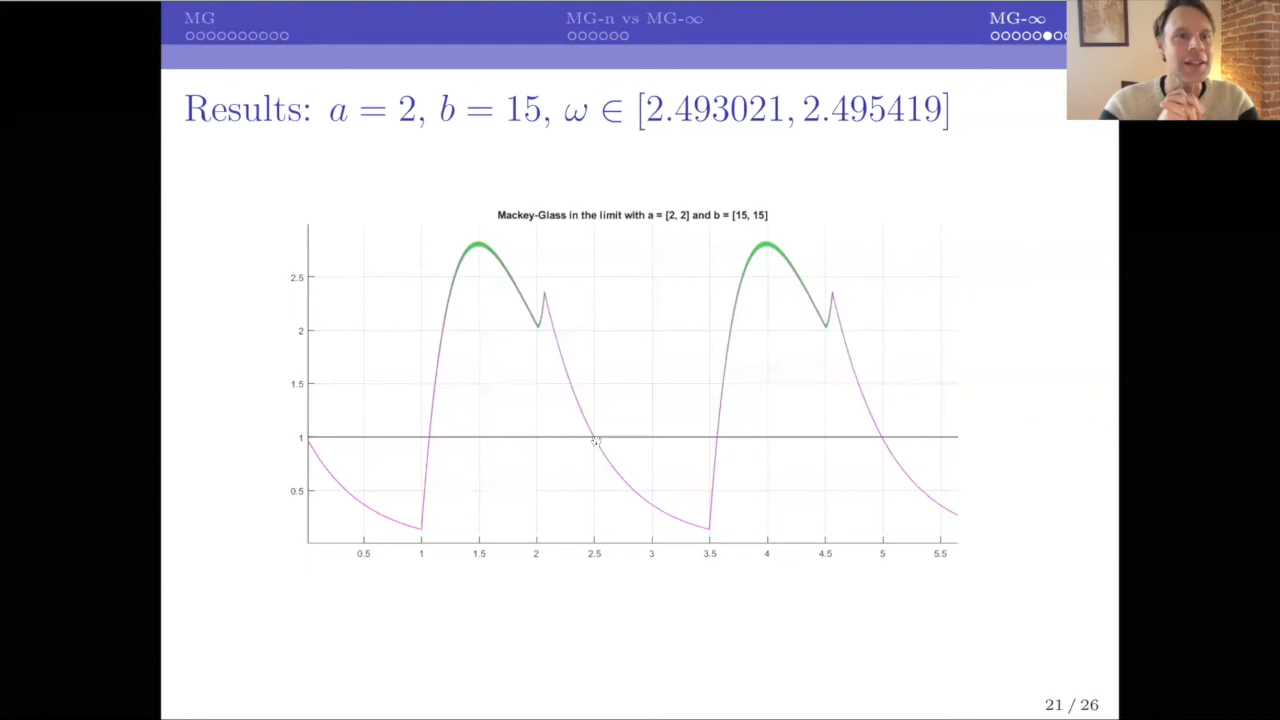 MG MG-n vs MG-∞ MG-∞
Results: a = 2, b = 15, ω ∈ [2.493021, 2.495419]
Mackey-Glass in the limit with a = [2, 2] and b = [15, 15]
2.5
2
1.5
1
0.5
0.5 1 1.5 2 2.5 3 3.5 4 4.5 5 5.5
21 / 26